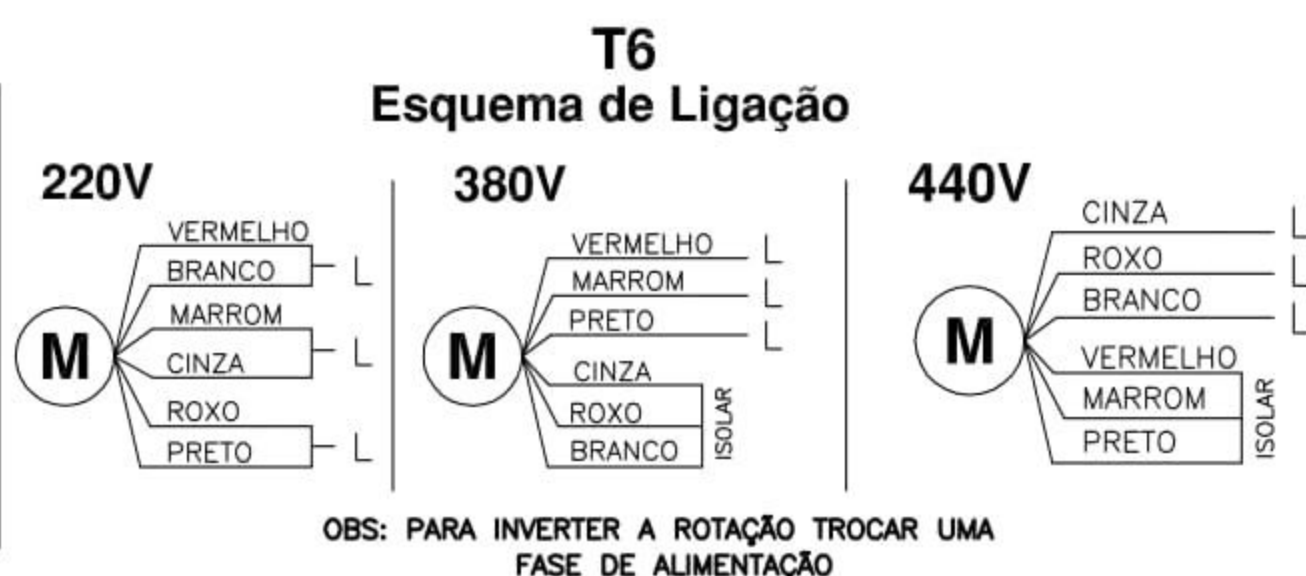 T6
Esquema de Ligação
220V
VERMELHO
BRANCO
L
MARROM
CINZA
L
ROXO
PRETO
L
M
380V
VERMELHO L
MARROM L
PRETO L
M
CINZA
ROXO
BRANCO
ISOLAR
440V
CINZA L
ROXO L
BRANCO L
M
VERMELHO
MARROM
PRETO
ISOLAR
OBS: PARA INVERTER A ROTAÇÃO TROCAR UMA
FASE DE ALIMENTAÇÃO